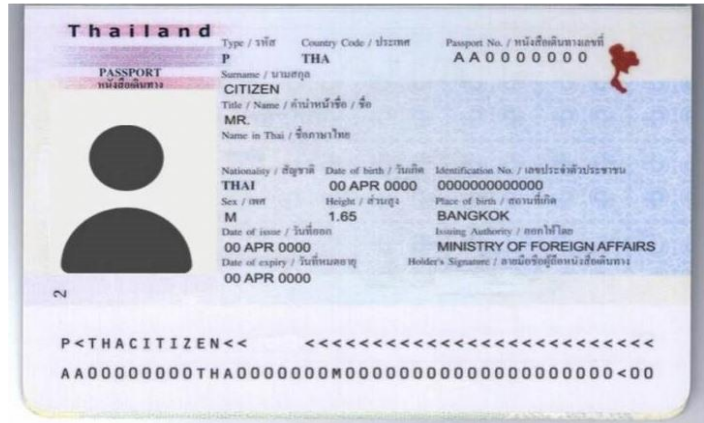 Thailand
Type / รหัส Country Code / ประเทศ Passport No. / หนังสือเดินทางเลขที่
P THA AA0000000
PASSPORT
หนังสือเดินทาง
Surname / นามสกุล
CITIZEN
Title / Name / คำนำหน้าชื่อ / ชื่อ
MR.
Name in Thai / ชื่อภาษาไทย
Nationality / สัญชาติ Date of birth / วันเกิด Identification No. / เลขประจำตัวประชาชน
THAI 00 APR 0000 0000000000000
Sex / เพศ Height / ส่วนสูง Place of birth / สถานที่เกิด
M 1.65 BANGKOK
Date of issue / วันที่ออก Issuing Authority / ออกให้โดย
00 APR 0000 MINISTRY OF FOREIGN AFFAIRS
Date of expiry / วันที่หมดอายุ Holder's Signature / ลายมือชื่อผู้ถือหนังสือเดินทาง
00 APR 0000
2
P<THACITIZEN<< <<<<<<<<<<<<<<<<<<<<<<<<<<
AA00000000THA0000000M0000000000000000000000<00